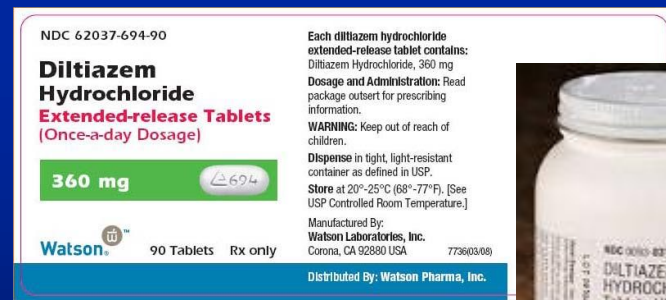 NDC 62037-694-90
Diltiazem
Hydrochloride
Extended-release Tablets
(Once-a-day Dosage)
360 mg
694
Watson®
TM
90 Tablets Rx only
Each diltiazem hydrochloride
extended-release tablet contains:
Diltiazem Hydrochloride, 360 mg
Dosage and Administration: Read
package outsert for prescribing
information.
WARNING: Keep out of reach of
children.
Dispense in tight, light-resistant
container as defined in USP.
Store at 20°-25°C (68°-77°F). [See
USP Controlled Room Temperature.]
Manufactured By:
Watson Laboratories, Inc.
Corona, CA 92880 USA 7736(03/08)
Distributed By: Watson Pharma, Inc.
NDC
DILTIAZE
HYDROC